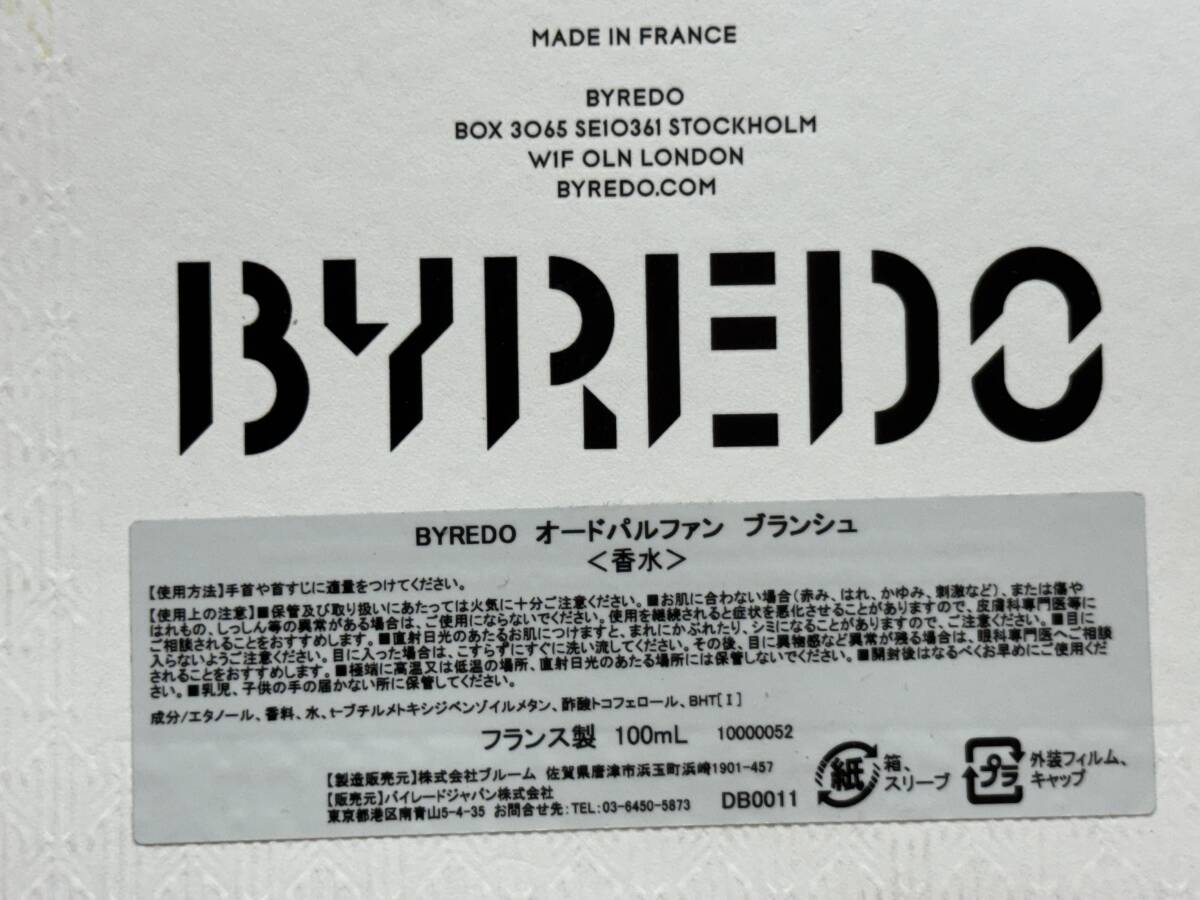 MADE IN FRANCE
BYREDO
BOX 3065 SE10361 STOCKHOLM
W1F OLN LONDON
BYREDO.COM
BYREDO
BYREDO オードパルファン ブランシュ
＜香水＞
【使用方法】手首や首すじに適量をつけてください。
【使用上の注意】■保管及び取り扱いにあたっては火気に十分ご注意ください。■お肌に合わない場合(赤み、はれ、かゆみ、刺激など)、または傷や
はれもの、しっしん等の異常がある場合は、ご使用にならないでください。使用を継続されると症状を悪化させることがありますので、皮膚科専門医等に
ご相談されることをおすすめします。■直射日光のあたるお肌につけますと、まれにかぶれたり、シミになることがありますので、ご注意ください。■目に
入らないようご注意ください。目に入った場合は、こすらずにすぐに洗い流してください。その後、目に異物感など異常が残る場合は、眼科専門医へご相談
されることをおすすめします。■極端に高温又は低温の場所、直射日光のあたる場所には保管しないでください。■開封後はなるべくお早めにご使用くだ
さい。■乳児、子供の手の届かない所に保管してください。
成分/エタノール、香料、水、t-ブチルメトキシジベンゾイルメタン、酢酸トコフェロール、BHT[Ｉ]
フランス製 100mL 10000052
【製造販売元】株式会社ブルーム 佐賀県唐津市浜玉町浜崎1901-457
【販売元】バイレードジャパン株式会社
東京都港区南青山5-4-35 お問合せ先:TEL:03-6450-5873 DB0011
紙 箱、
スリーブ
プラ 外装フィルム、
キャップ